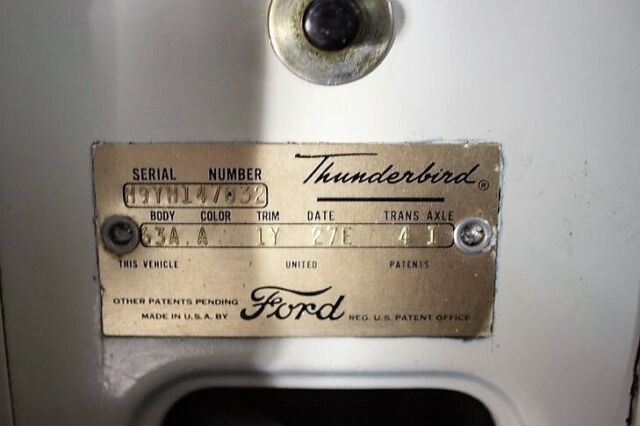 Thunderbird®
SERIAL NUMBER
H9YH147032
BODY COLOR TRIM DATE TRANS AXLE
63A A 1Y 27E 4 1
THIS VEHICLE UNITED PATENTS
OTHER PATENTS PENDING
MADE IN U.S.A. BY Ford REG. U.S. PATENT OFFICE